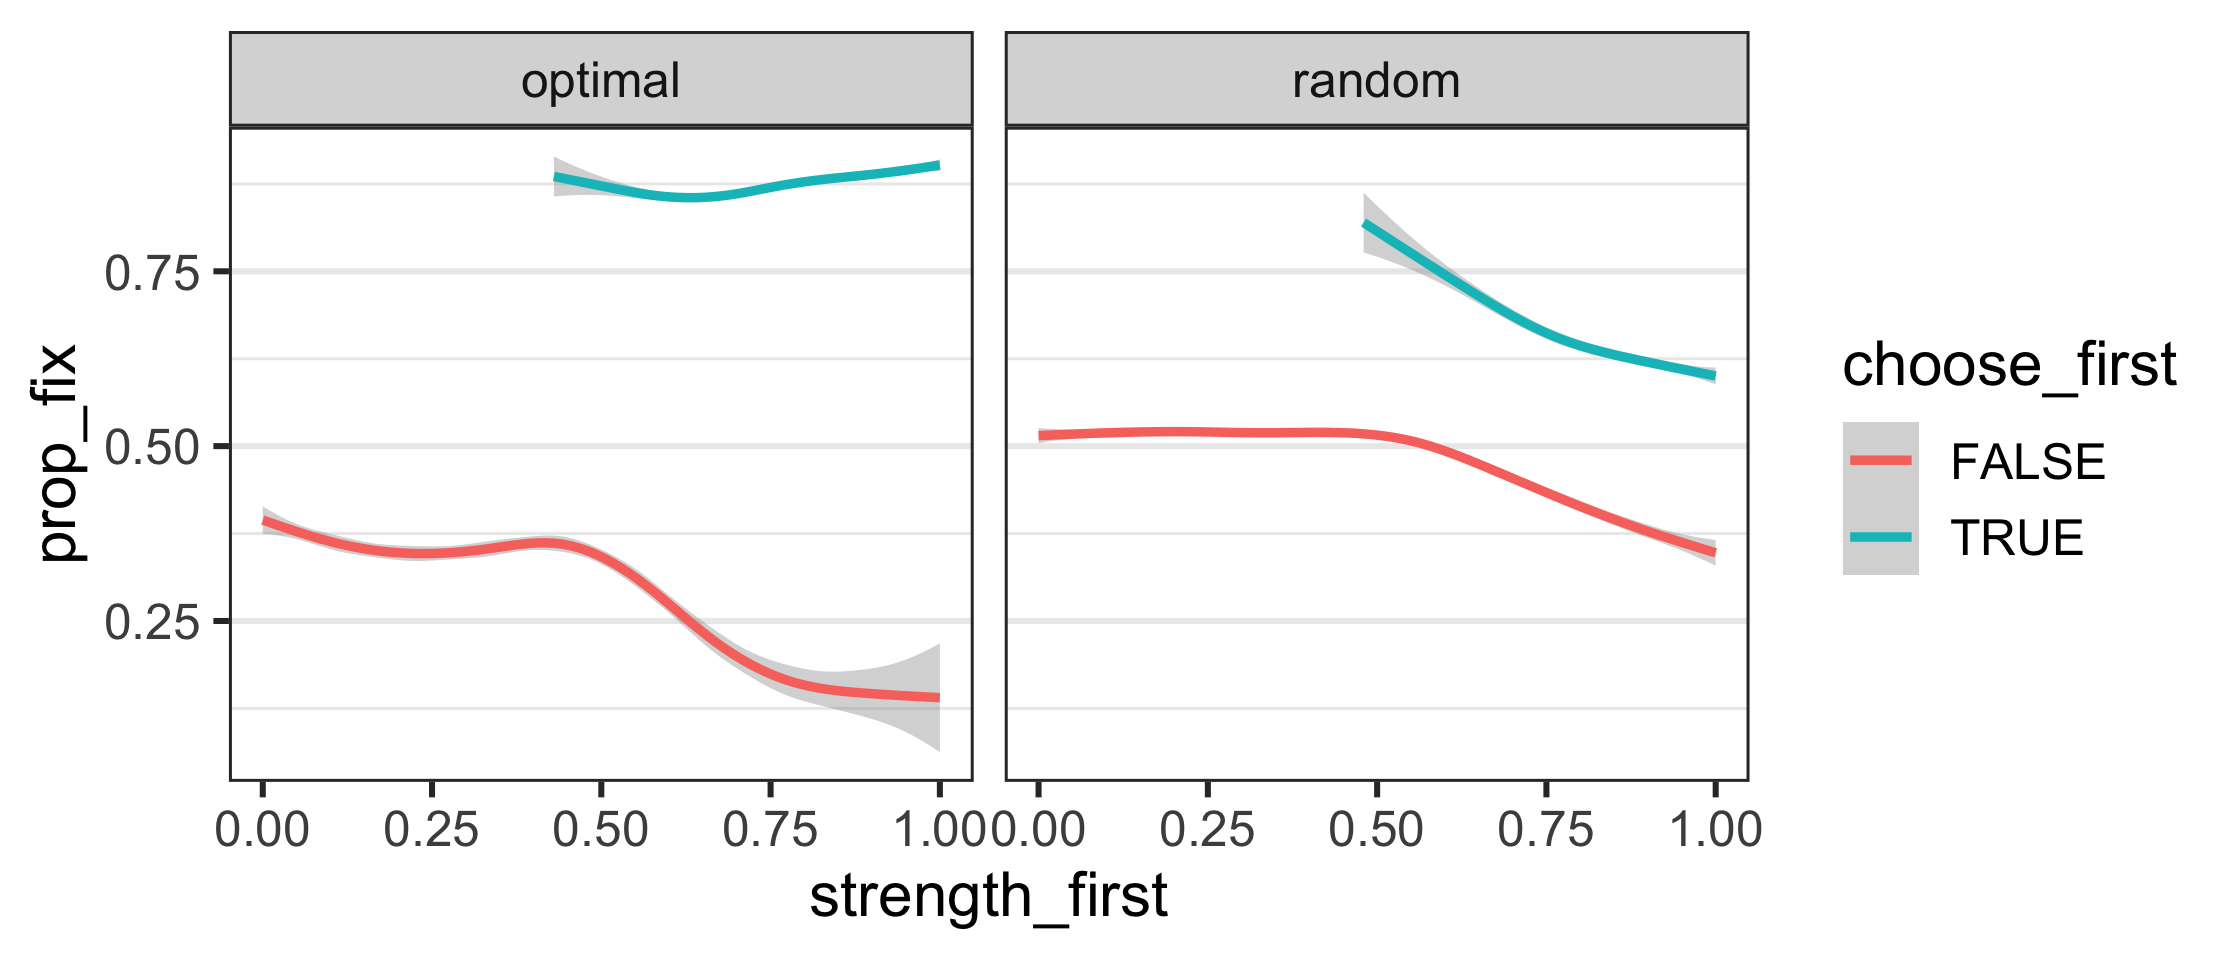 optimal random
prop_fix
0.75
0.50
0.25
0.00 0.25 0.50 0.75 1.00 0.00 0.25 0.50 0.75 1.00
strength_first
choose_first
FALSE
TRUE